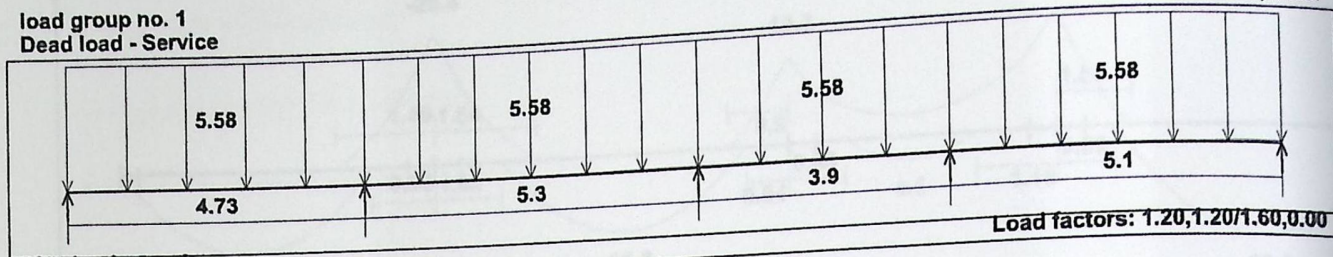 load group no. 1
Dead load - Service
5.58 5.58 5.58 5.58
4.73 5.3 3.9 5.1
Load factors: 1.20,1.20/1.60,0.00